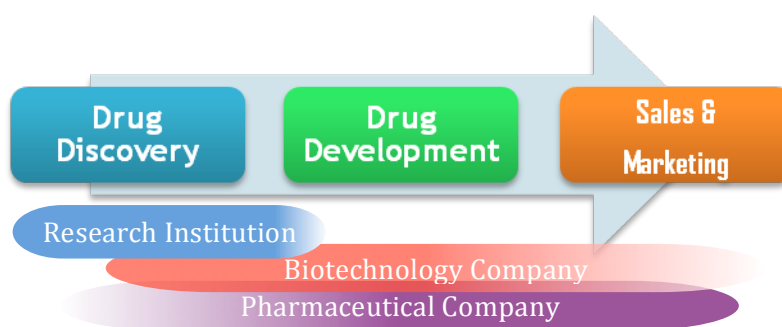 Drug
Discovery
Drug
Development
Sales &
Marketing
Research Institution
Biotechnology Company
Pharmaceutical Company